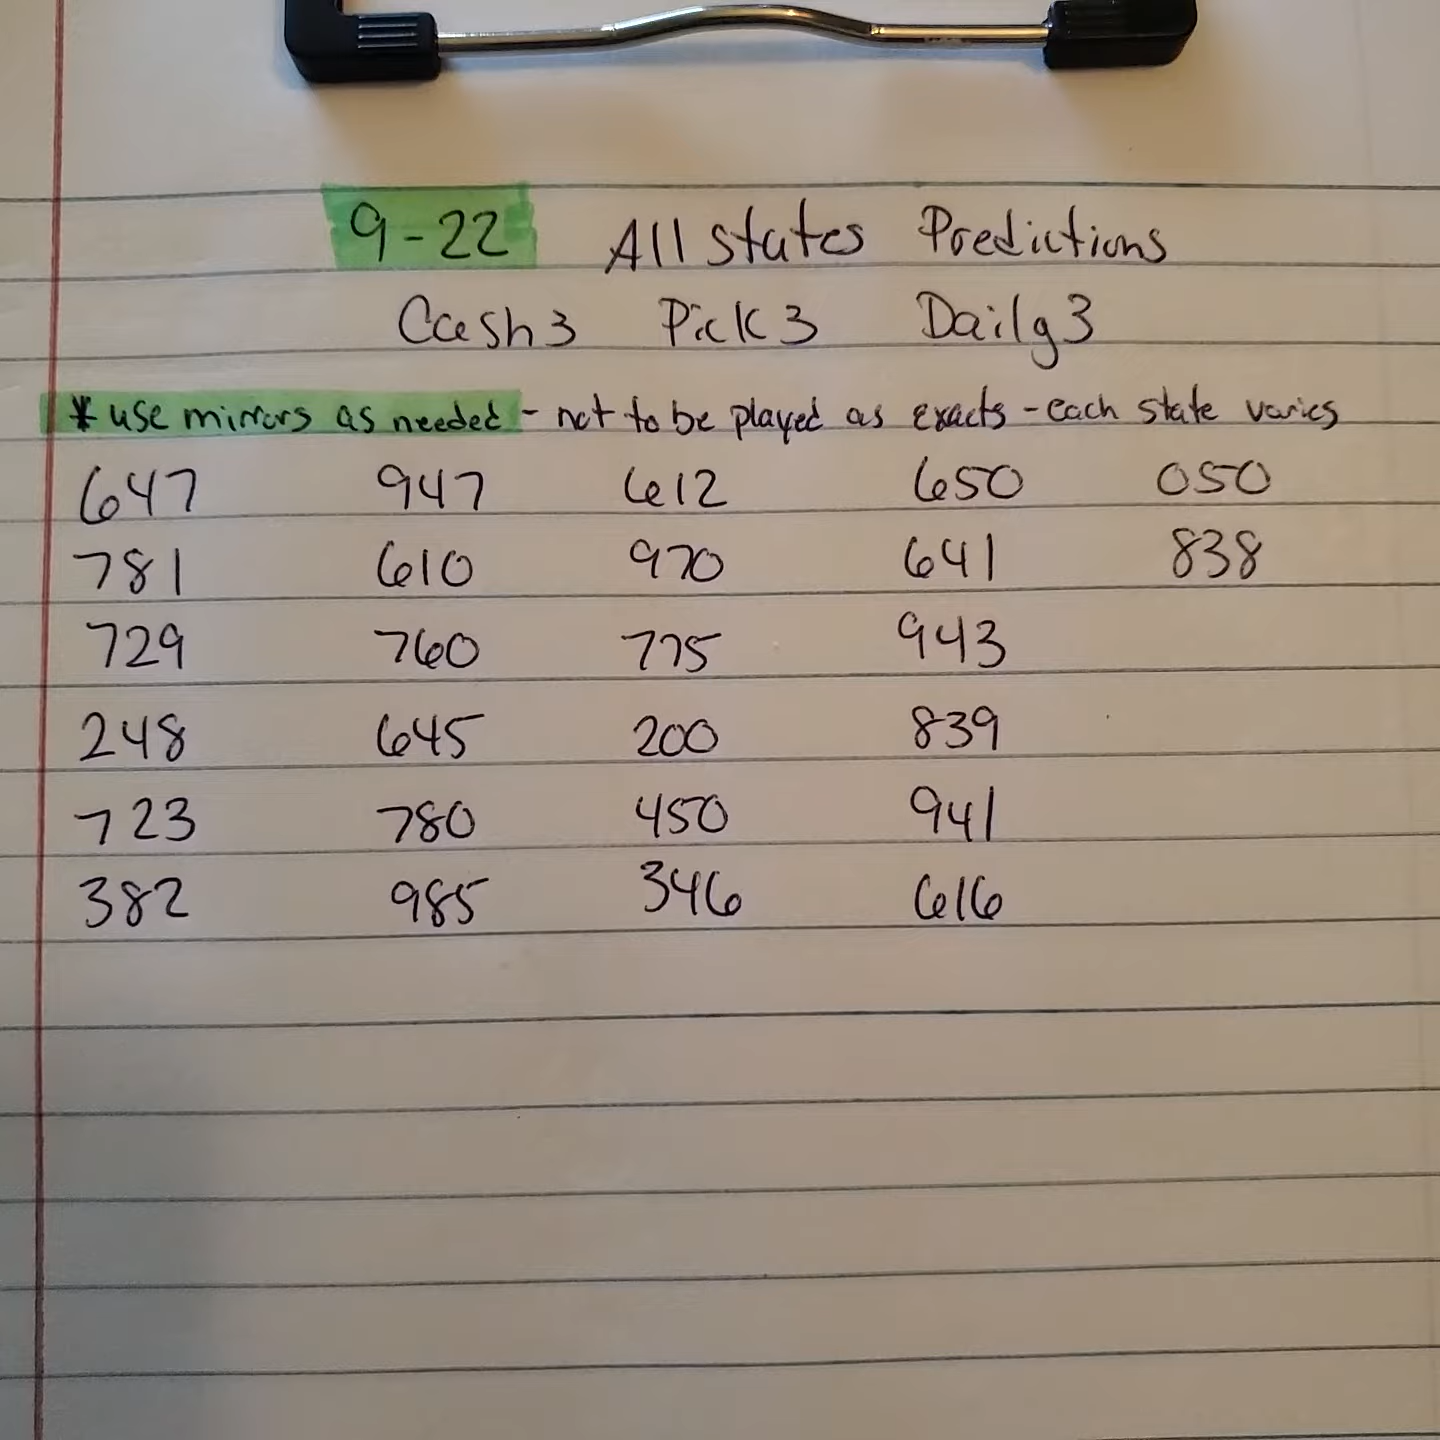 9-22 All States Predictions
Cash3 Pick3 Daily3
* use mirrors as needed - not to be played as exacts - each state varies
647 947 612 650 050
781 610 970 641 838
729 760 775 943
248 645 200 839
723 780 450 941
382 985 346 616